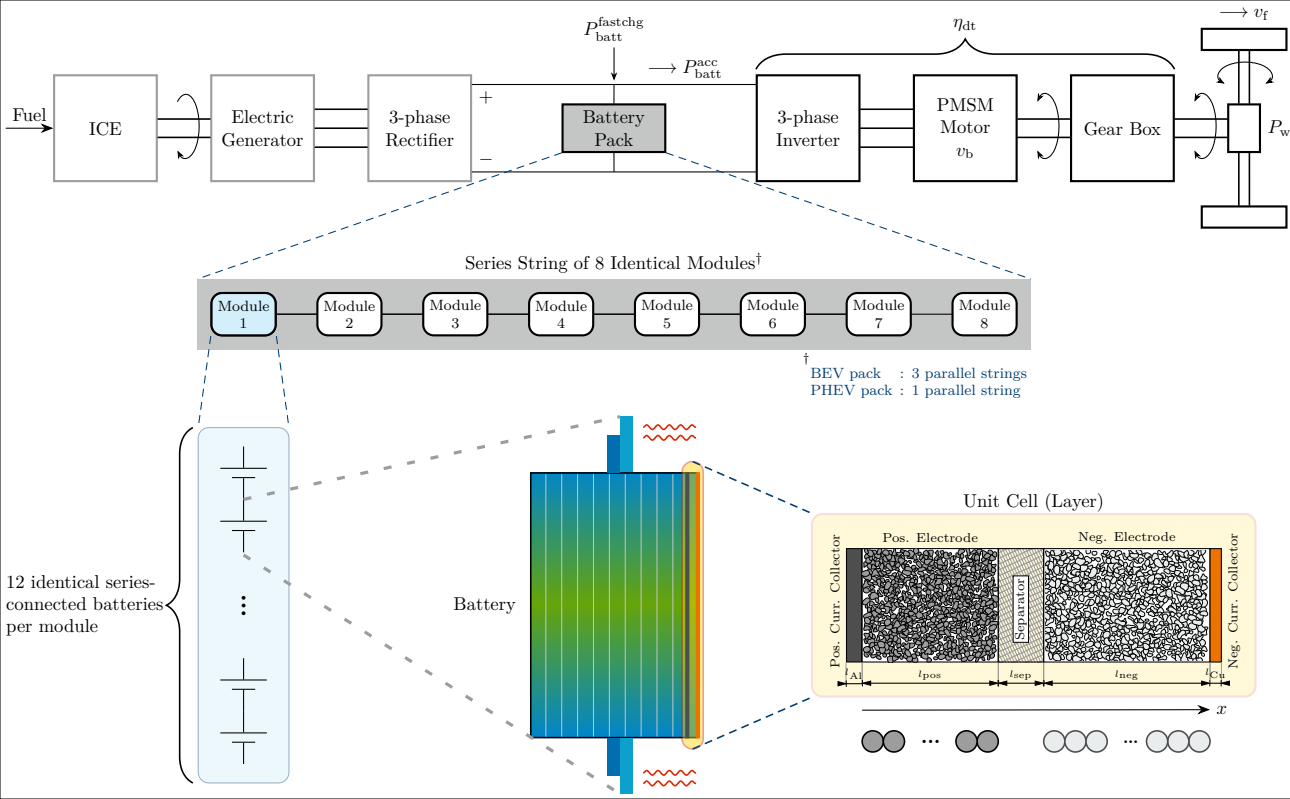 → v_f
P_batt^fastchg
η_dt
→ P_batt^acc
Fuel
ICE
Electric
Generator
3-phase
Rectifier
+
−
Battery
Pack
3-phase
Inverter
PMSM
Motor
v_b
Gear Box
P_w
Series String of 8 Identical Modules†
Module
1
Module
2
Module
3
Module
4
Module
5
Module
6
Module
7
Module
8
†
BEV pack : 3 parallel strings
PHEV pack : 1 parallel string
12 identical series-
connected batteries
per module
Battery
Unit Cell (Layer)
Pos. Electrode
Neg. Electrode
Pos. Curr. Collector
Separator
Neg. Curr. Collector
l_Al
l_pos
l_sep
l_neg
l_Cu
x